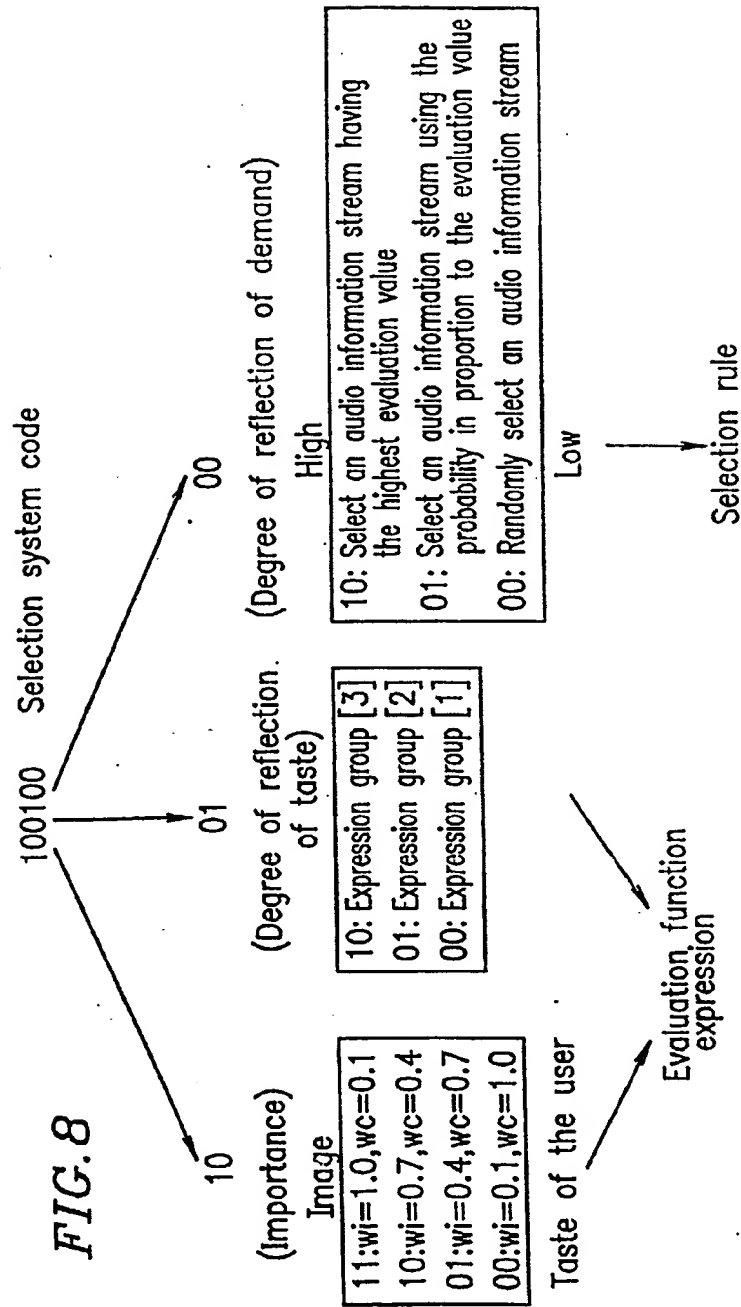 FIG.8
100100 Selection system code
10
01
00
(Importance)
Image
11:wi=1.0,wc=0.1
10:wi=0.7,wc=0.4
01:wi=0.4,wc=0.7
00:wi=0.1,wc=1.0
Taste of the user
(Degree of reflection.
of taste)
10: Expression group [3]
01: Expression group [2]
00: Expression group [1]
Evaluation function
expression
(Degree of reflection of demand)
High
10: Select an audio information stream having
the highest evaluation value
01: Select an audio information stream using the
probability in proportion to the evaluation value
00: Randomly select an audio information stream
Low
Selection rule